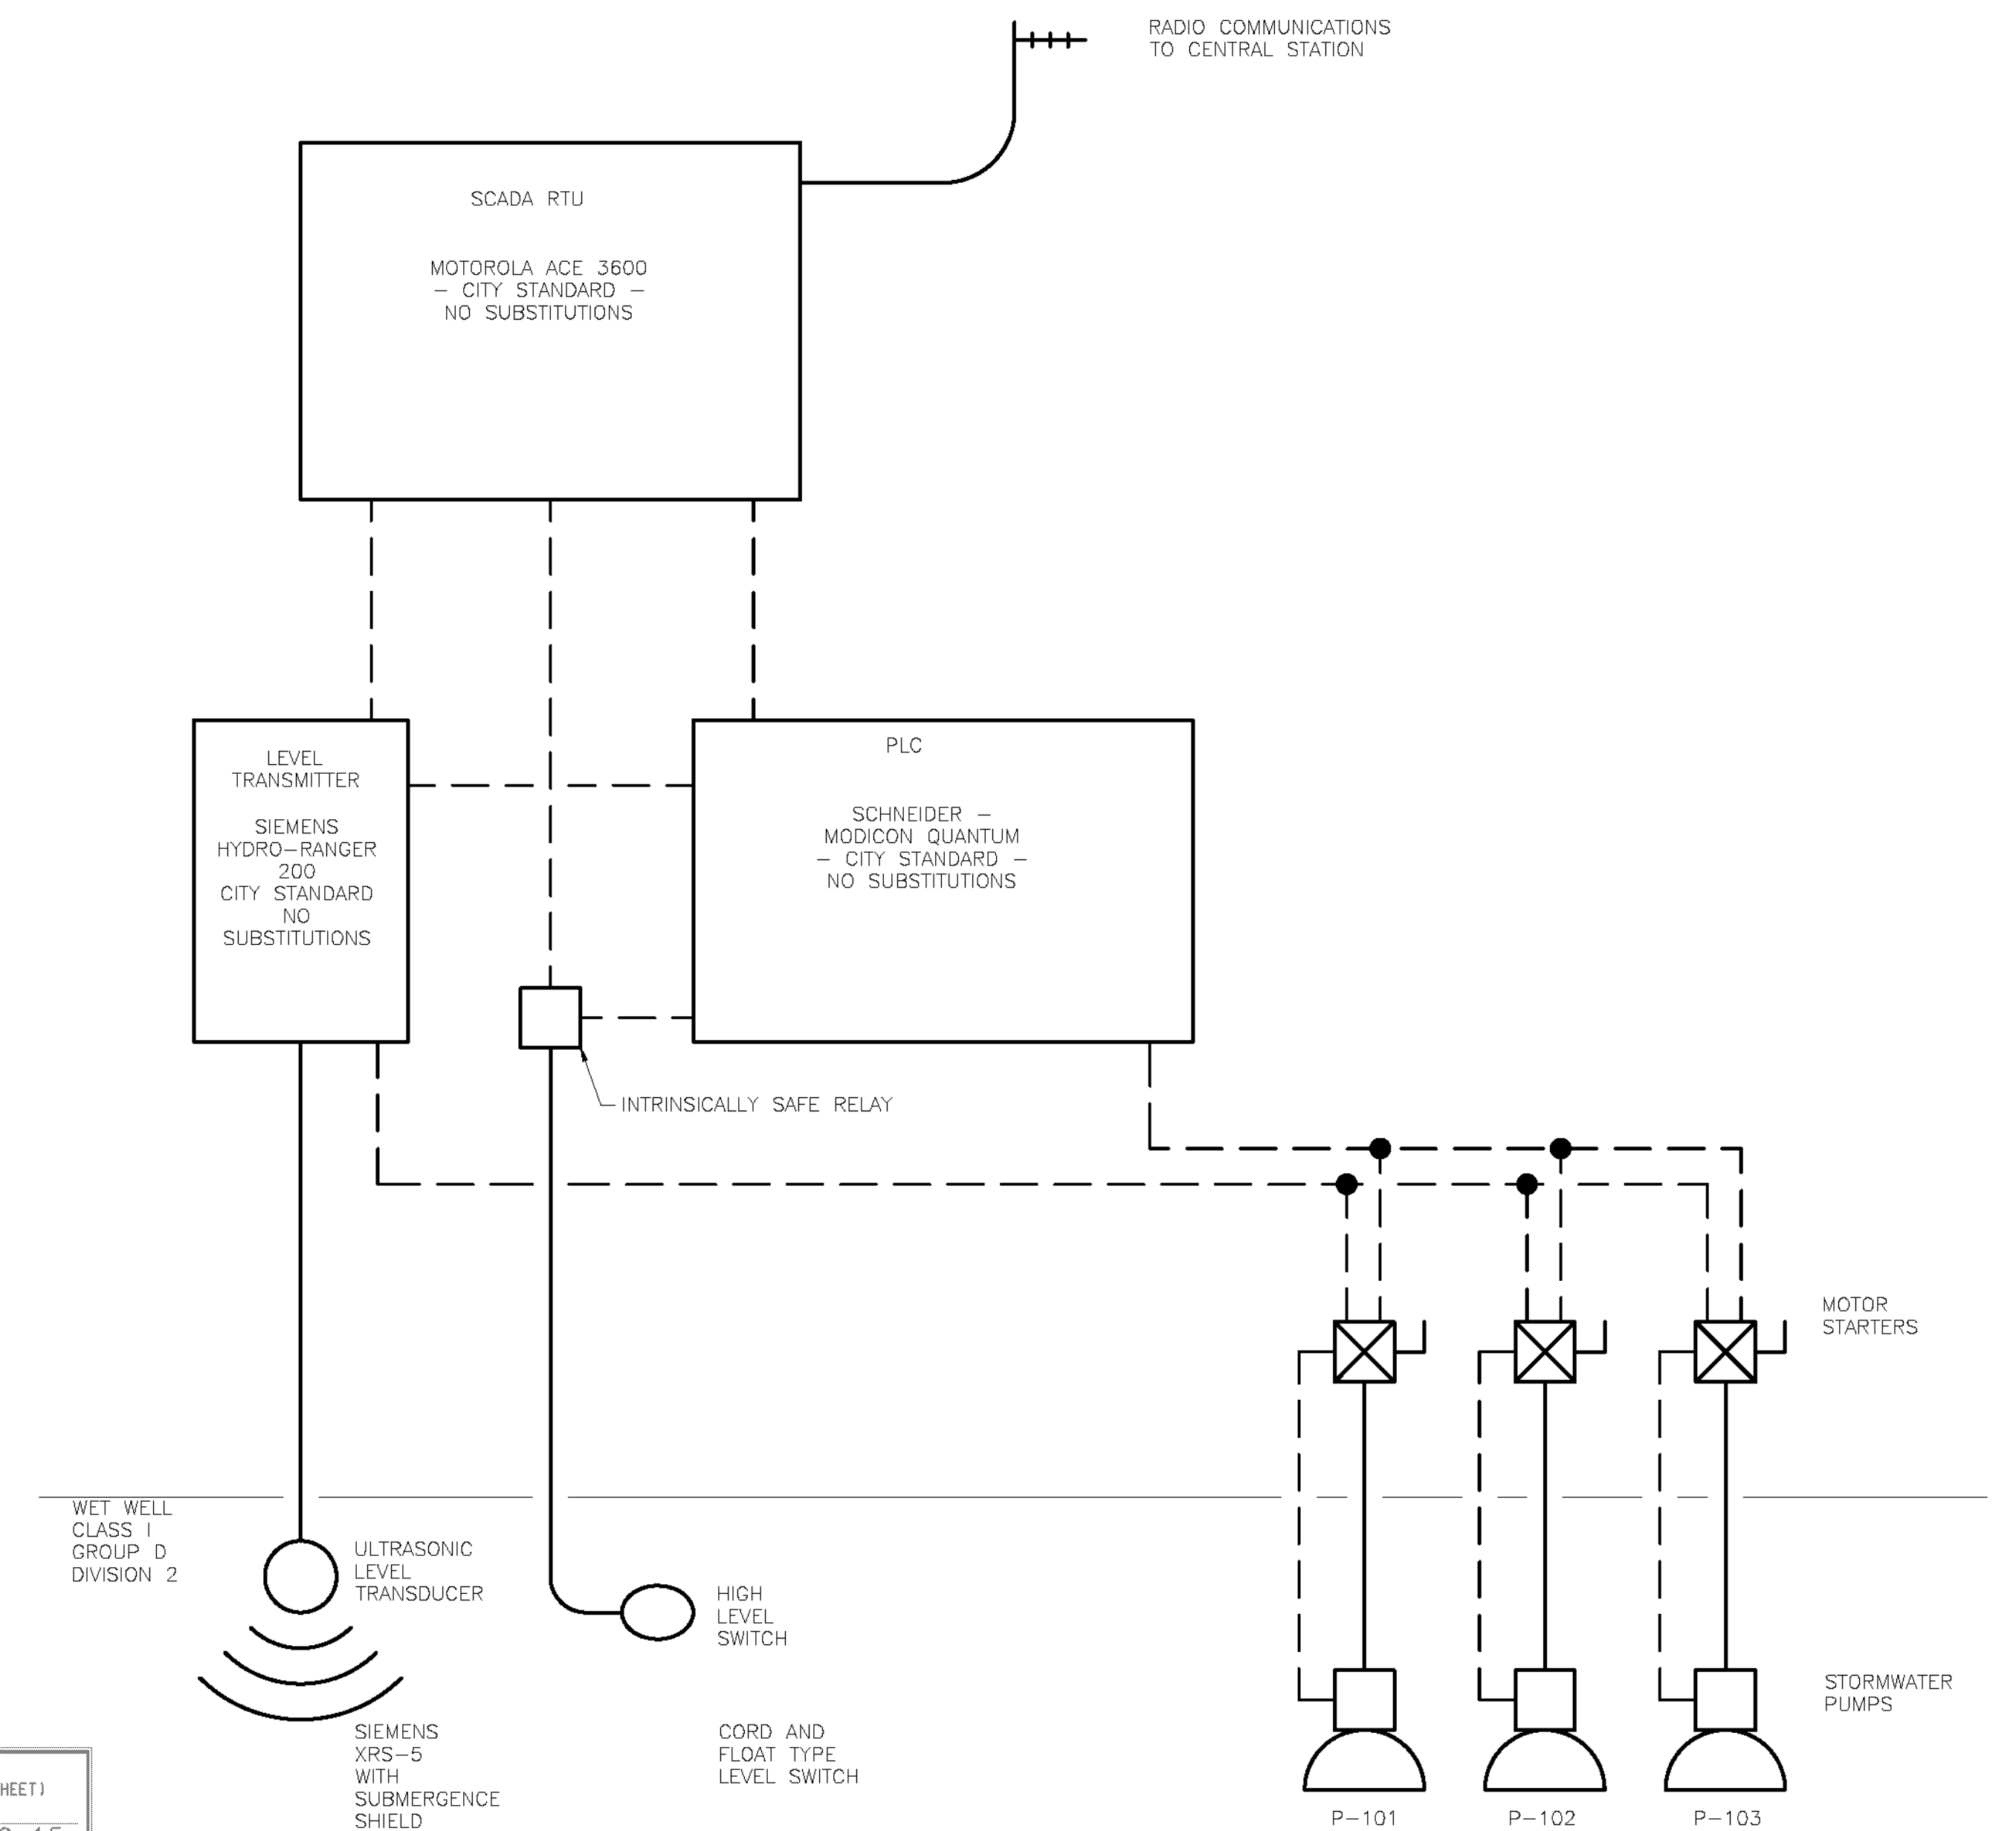 RADIO COMMUNICATIONS
TO CENTRAL STATION
SCADA RTU
MOTOROLA ACE 3600
- CITY STANDARD -
NO SUBSTITUTIONS
LEVEL
TRANSMITTER
SIEMENS
HYDRO-RANGER
200
CITY STANDARD
NO
SUBSTITUTIONS
PLC
SCHNEIDER -
MODICON QUANTUM
- CITY STANDARD -
NO SUBSTITUTIONS
INTRINSICALLY SAFE RELAY
MOTOR
STARTERS
WET WELL
CLASS I
GROUP D
DIVISION 2
ULTRASONIC
LEVEL
TRANSDUCER
HIGH
LEVEL
SWITCH
STORMWATER
PUMPS
SIEMENS
XRS-5
WITH
SUBMERGENCE
SHIELD
CORD AND
FLOAT TYPE
LEVEL SWITCH
P-101
P-102
P-103
HEET)